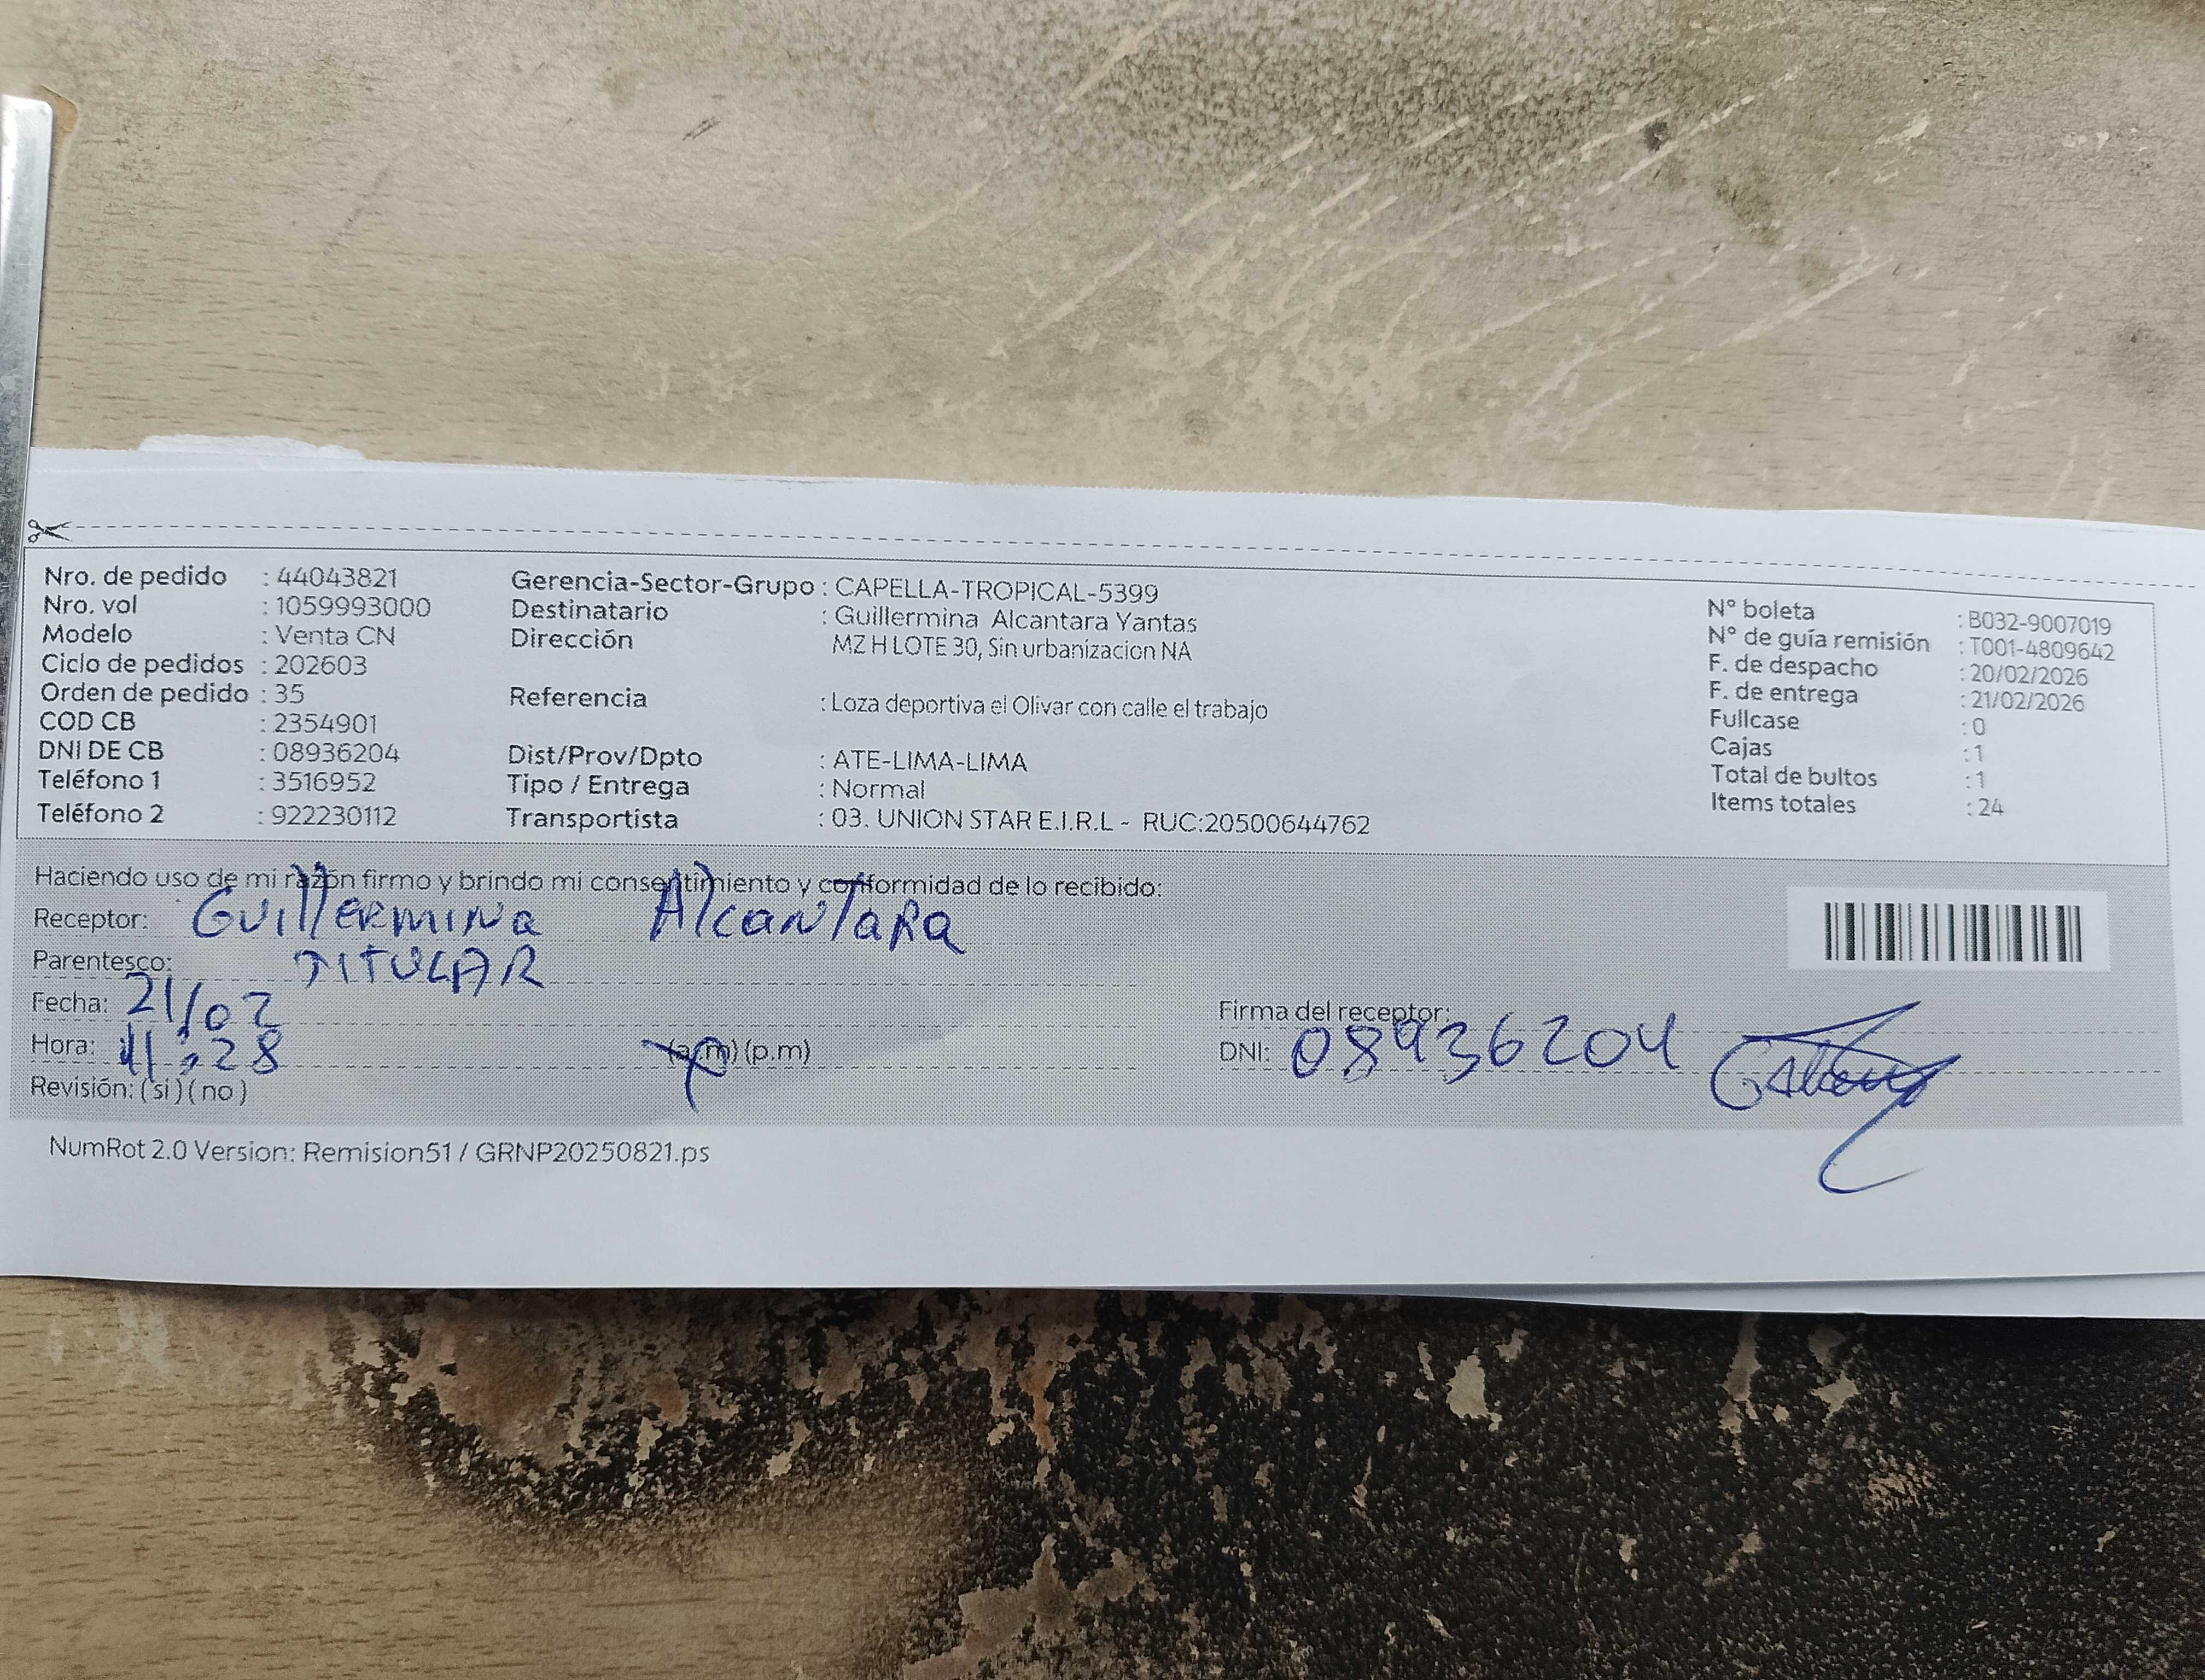 Nro. de pedido : 44043821
Nro. vol : 1059993000
Modelo : Venta CN
Ciclo de pedidos : 202603
Orden de pedido : 35
COD CB : 2354901
DNI DE CB : 08936204
Teléfono 1 : 3516952
Teléfono 2 : 922230112
Gerencia-Sector-Grupo : CAPELLA-TROPICAL-5399
Destinatario : Guillermina Alcantara Yantas
Dirección MZ H LOTE 30, Sin urbanizacion NA
Referencia : Loza deportiva el Olivar con calle el trabajo
Dist/Prov/Dpto : ATE-LIMA-LIMA
Tipo / Entrega : Normal
Transportista : 03. UNION STAR E.I.R.L - RUC:20500644762
N° boleta : B032-9007019
N° de guía remisión : T001-4809642
F. de despacho : 20/02/2026
F. de entrega : 21/02/2026
Fullcase : 0
Cajas : 1
Total de bultos : 1
Items totales : 24
Haciendo uso de mi razón firmo y brindo mi consentimiento y conformidad de lo recibido:
Receptor: Guillermina Alcantara
Parentesco: TITULAR
Fecha: 21/02
Hora: 11:28 (a.m) (p.m)
Revisión: (si) (no)
Firma del receptor:
DNI: 08936204
NumRot 2.0 Version: Remision51 / GRNP20250821.ps